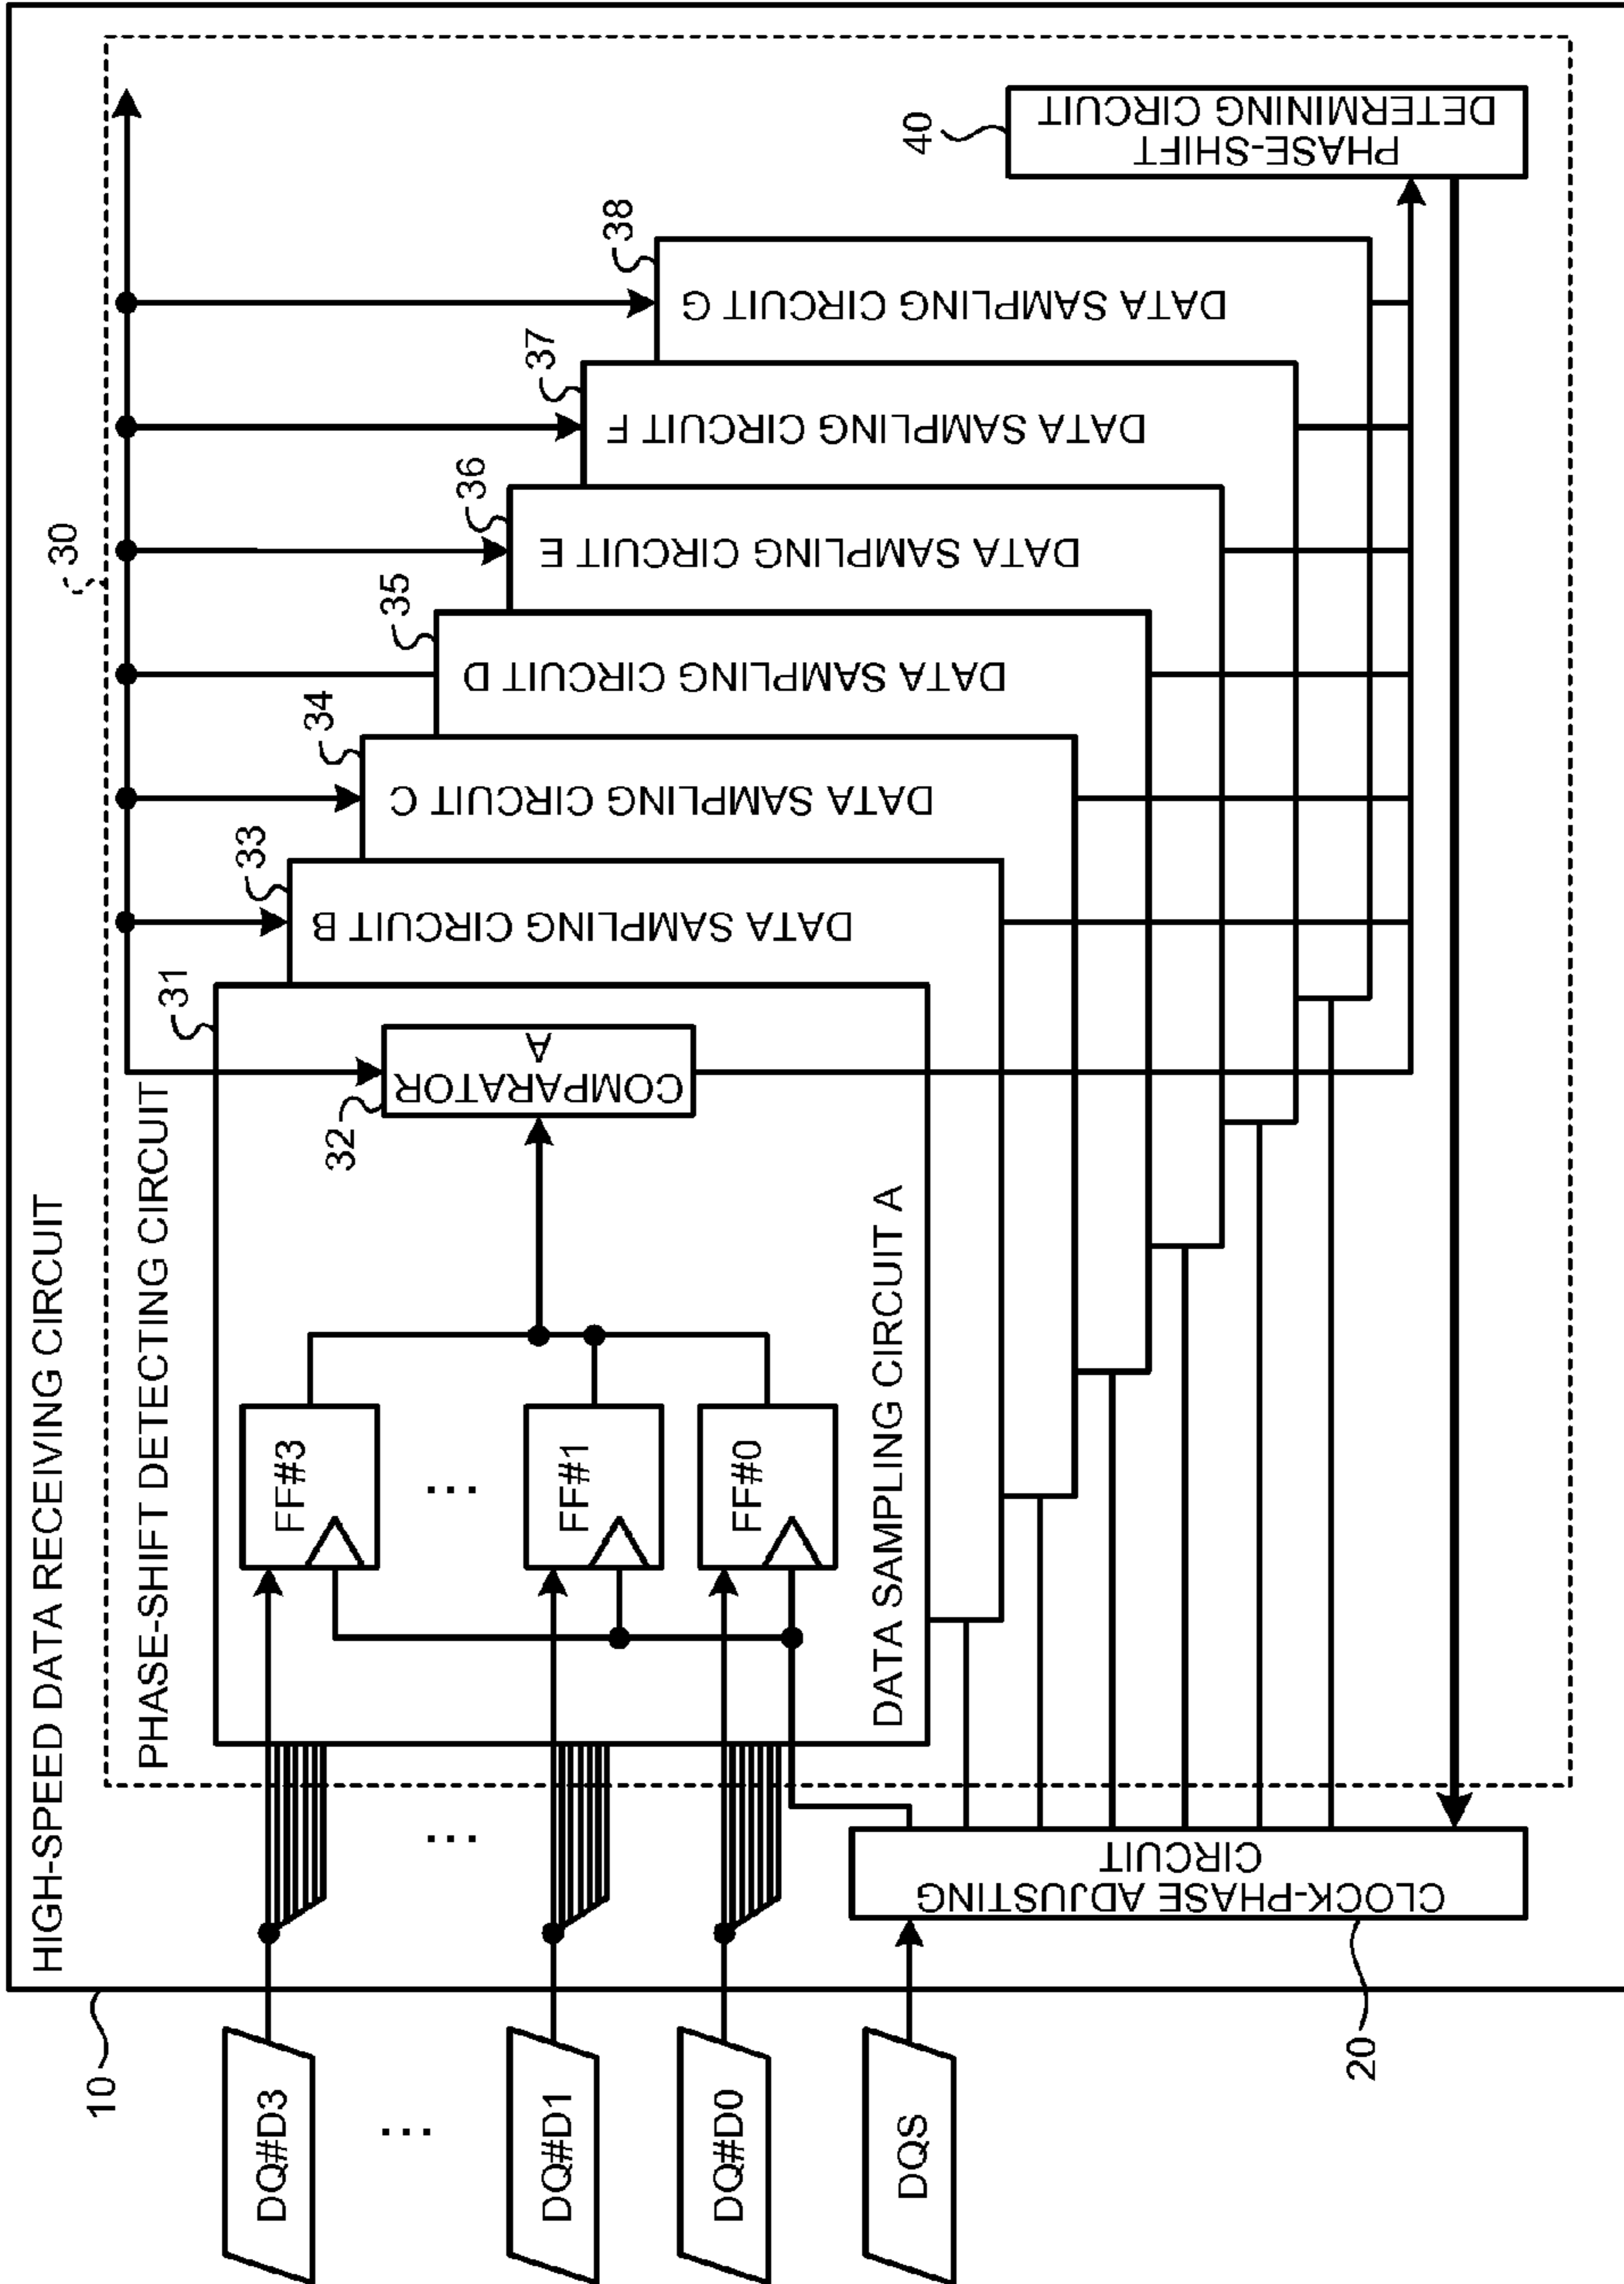 HIGH-SPEED DATA RECEIVING CIRCUIT
10
30
PHASE-SHIFT DETECTING CIRCUIT
31
33
34
35
36
37
38
40
DQ#D3
...
DQ#D1
DQ#D0
DQS
...
FF#3
...
FF#1
FF#0
32
COMPARATOR
A
DATA SAMPLING CIRCUIT A
DATA SAMPLING CIRCUIT B
DATA SAMPLING CIRCUIT C
DATA SAMPLING CIRCUIT D
DATA SAMPLING CIRCUIT E
DATA SAMPLING CIRCUIT F
DATA SAMPLING CIRCUIT G
PHASE-SHIFT
DETERMINING CIRCUIT
CLOCK-PHASE ADJUSTING
CIRCUIT
20